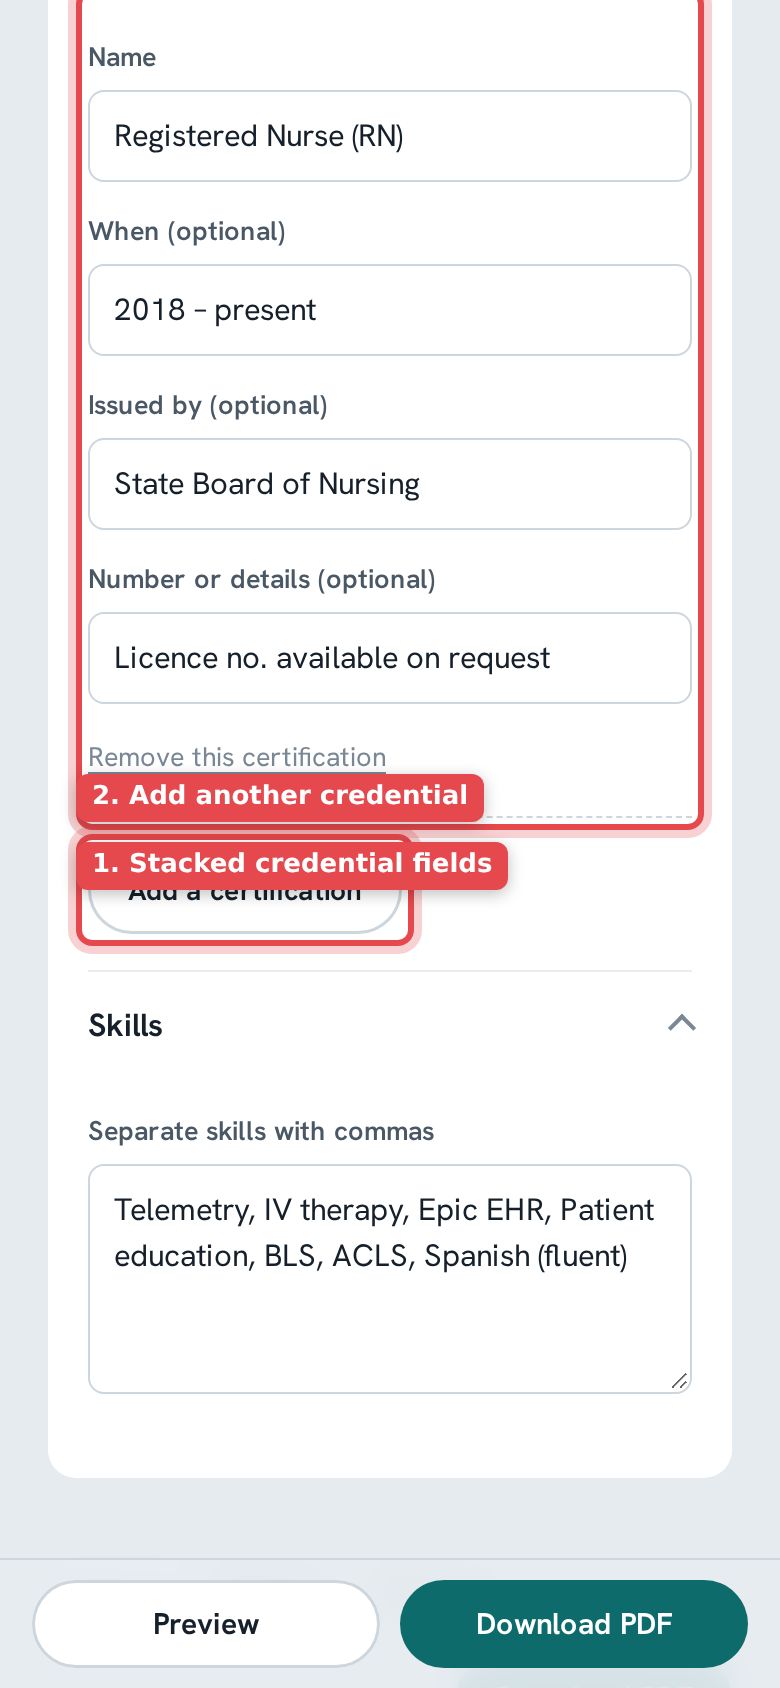 Name
Registered Nurse (RN)
When (optional)
2018 – present
Issued by (optional)
State Board of Nursing
Number or details (optional)
Licence no. available on request
Remove this certification
2. Add another credential
1. Stacked credential fields
Add a certification
Skills
Separate skills with commas
Telemetry, IV therapy, Epic EHR, Patient
education, BLS, ACLS, Spanish (fluent)
Preview
Download PDF